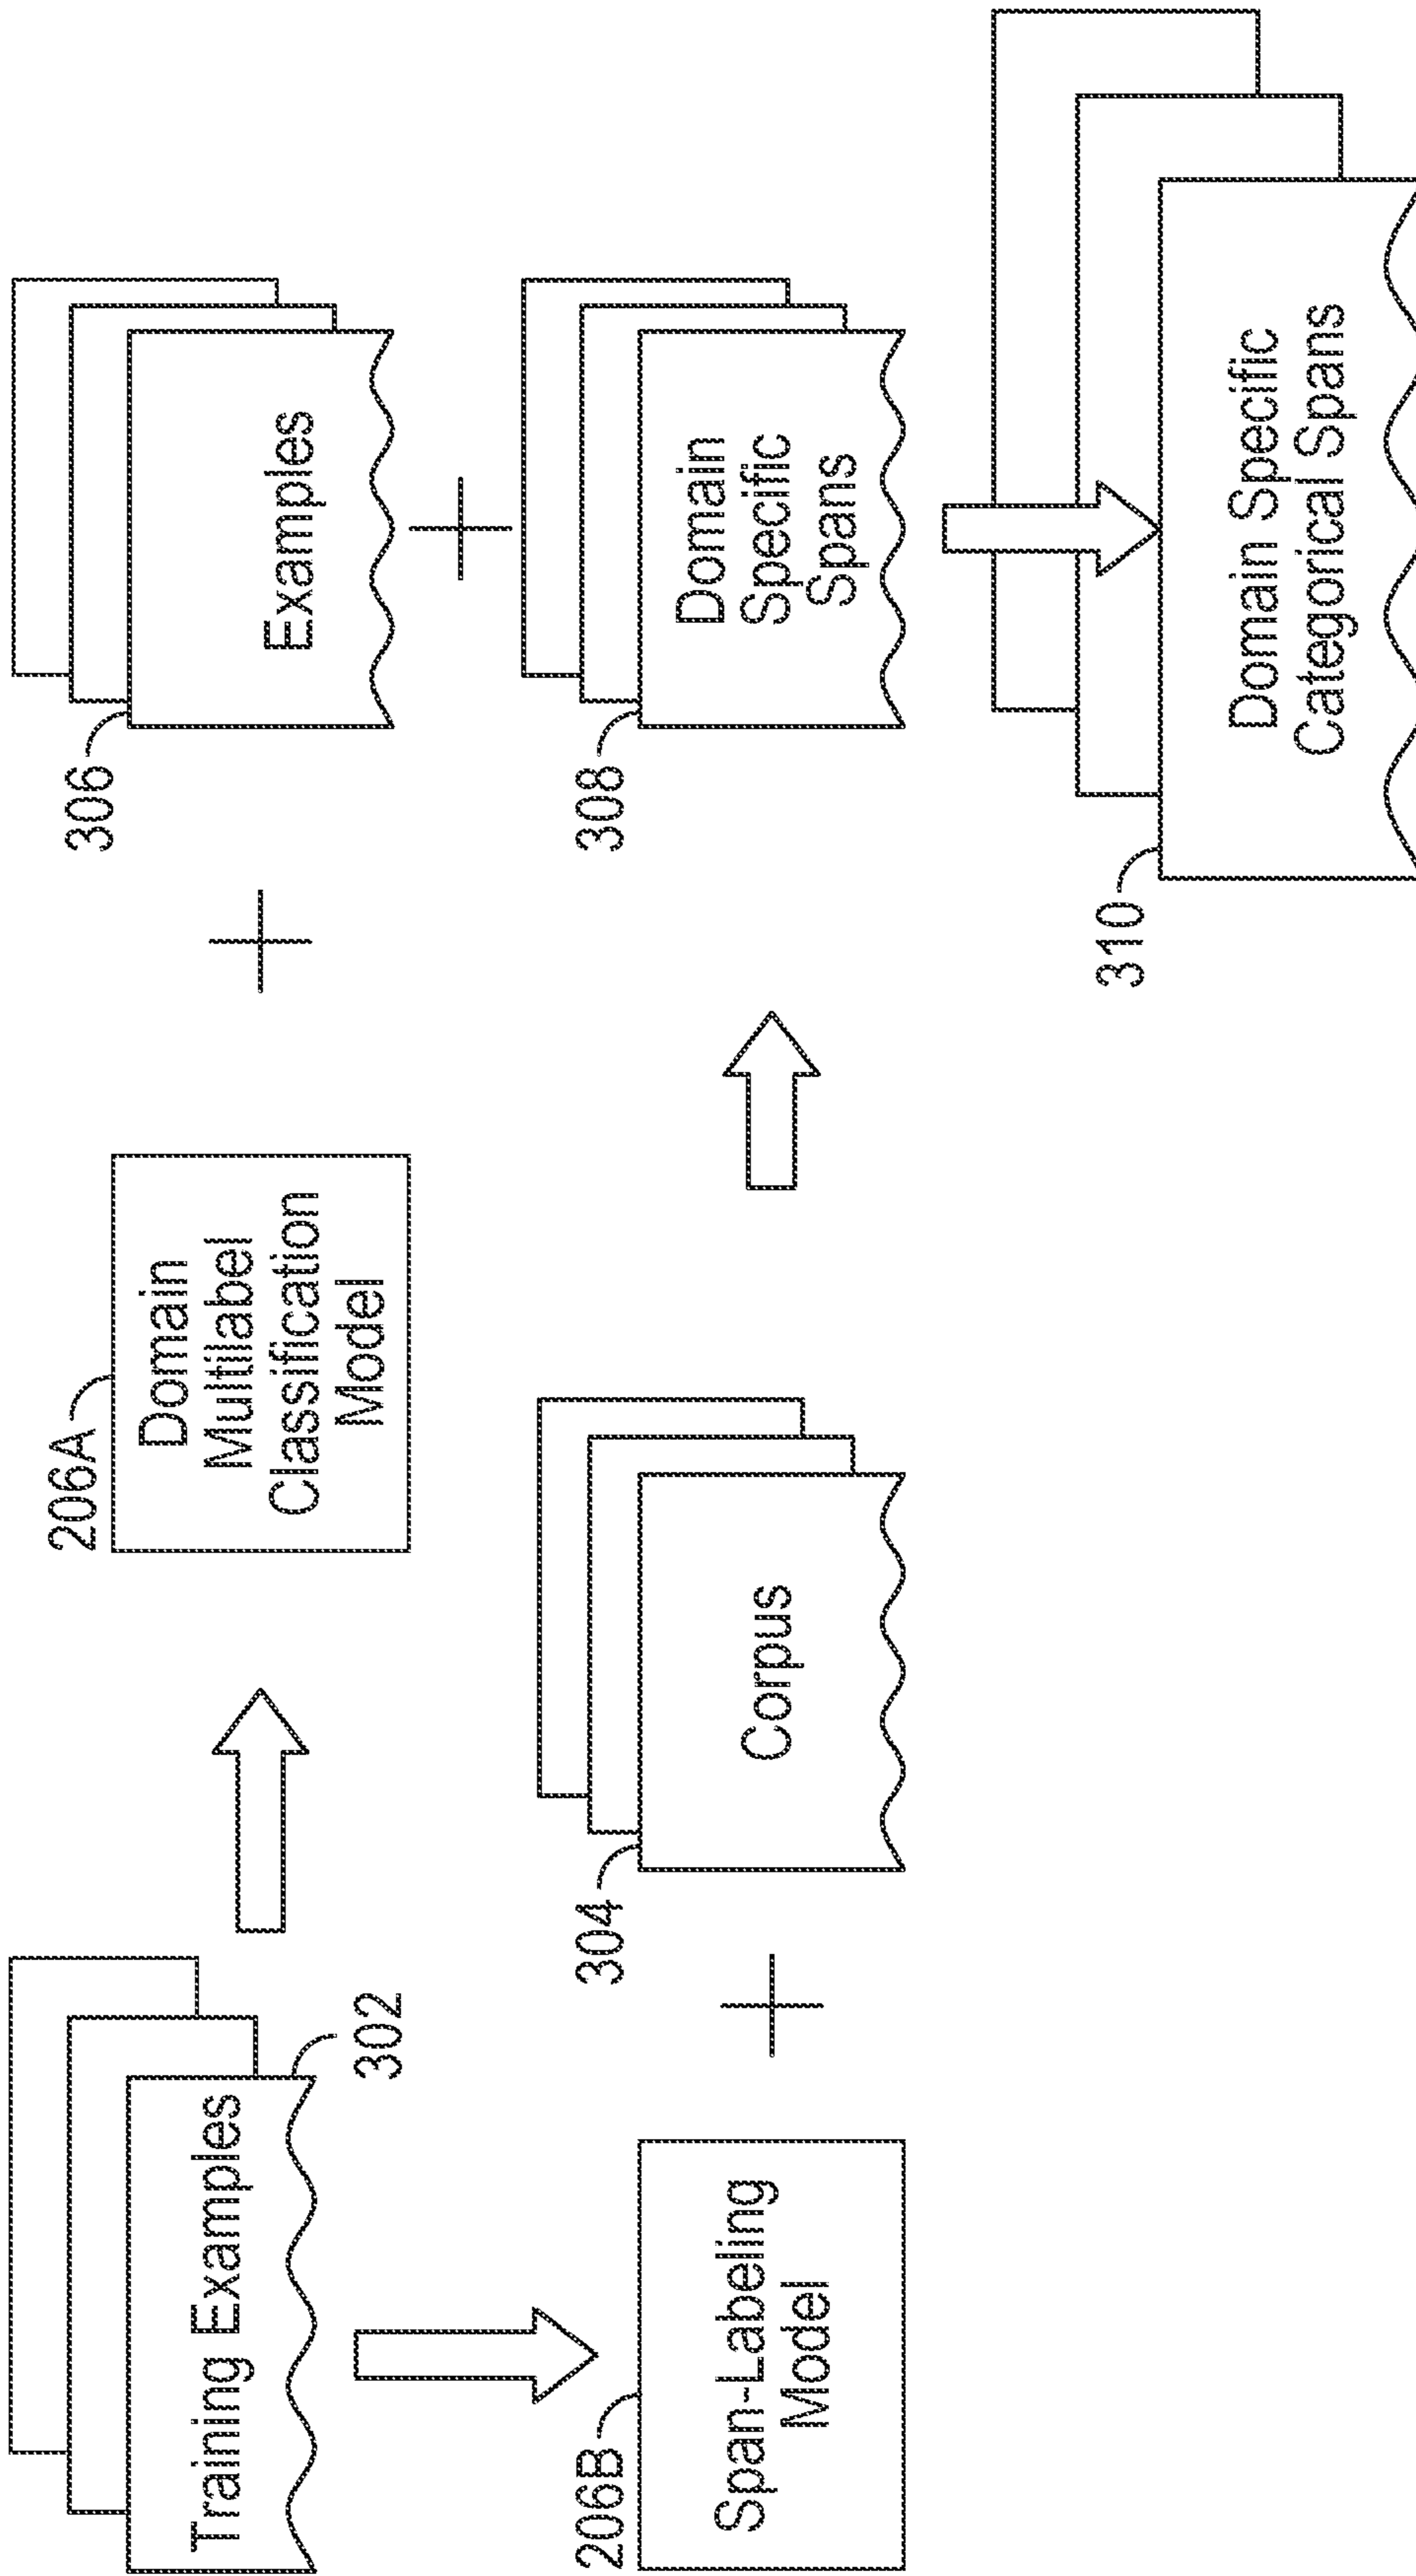 Training Examples
302
206A
Domain
Multilabel
Classification
Model
306
Examples
206B
Span-Labeling
Model
304
Corpus
308
Domain
Specific
Spans
310
Domain Specific
Categorical Spans